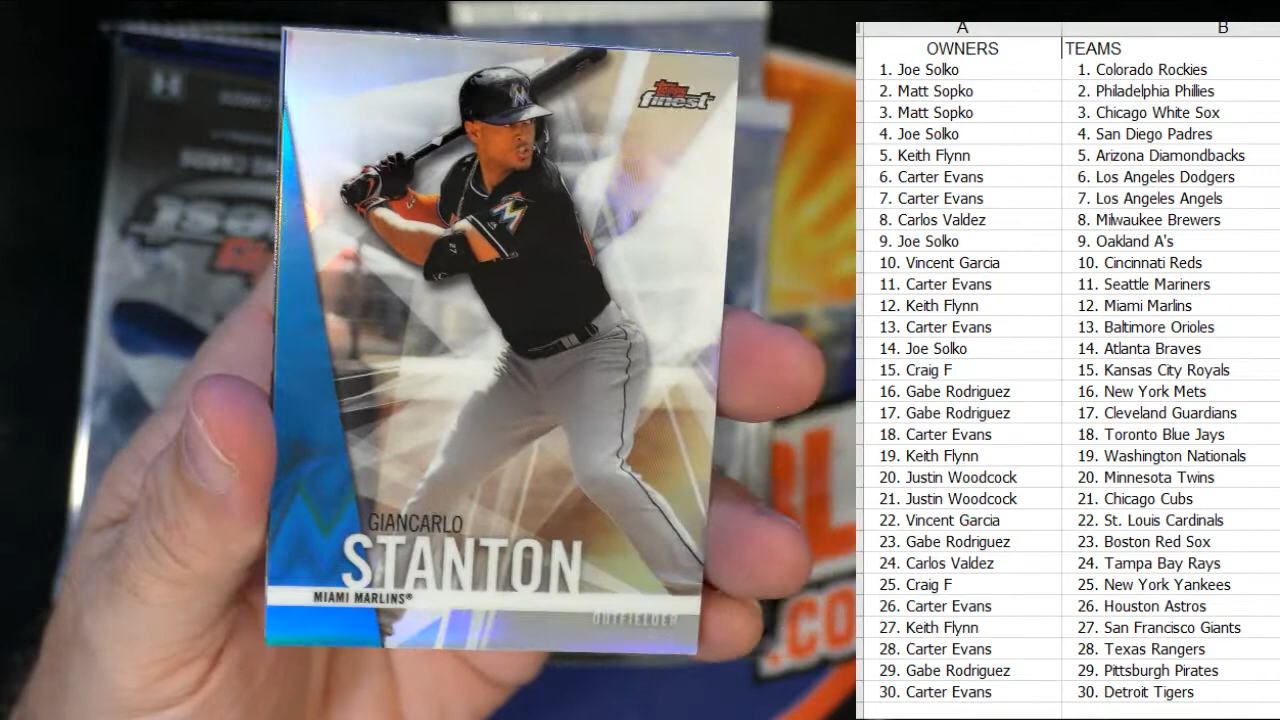 Topps
finest
27
GIANCARLO
STANTON
MIAMI MARLINS®
OUTFIELDER
.CO
A B
OWNERS TEAMS
1. Joe Solko 1. Colorado Rockies
2. Matt Sopko 2. Philadelphia Phillies
3. Matt Sopko 3. Chicago White Sox
4. Joe Solko 4. San Diego Padres
5. Keith Flynn 5. Arizona Diamondbacks
6. Carter Evans 6. Los Angeles Dodgers
7. Carter Evans 7. Los Angeles Angels
8. Carlos Valdez 8. Milwaukee Brewers
9. Joe Solko 9. Oakland A's
10. Vincent Garcia 10. Cincinnati Reds
11. Carter Evans 11. Seattle Mariners
12. Keith Flynn 12. Miami Marlins
13. Carter Evans 13. Baltimore Orioles
14. Joe Solko 14. Atlanta Braves
15. Craig F 15. Kansas City Royals
16. Gabe Rodriguez 16. New York Mets
17. Gabe Rodriguez 17. Cleveland Guardians
18. Carter Evans 18. Toronto Blue Jays
19. Keith Flynn 19. Washington Nationals
20. Justin Woodcock 20. Minnesota Twins
21. Justin Woodcock 21. Chicago Cubs
22. Vincent Garcia 22. St. Louis Cardinals
23. Gabe Rodriguez 23. Boston Red Sox
24. Carlos Valdez 24. Tampa Bay Rays
25. Craig F 25. New York Yankees
26. Carter Evans 26. Houston Astros
27. Keith Flynn 27. San Francisco Giants
28. Carter Evans 28. Texas Rangers
29. Gabe Rodriguez 29. Pittsburgh Pirates
30. Carter Evans 30. Detroit Tigers